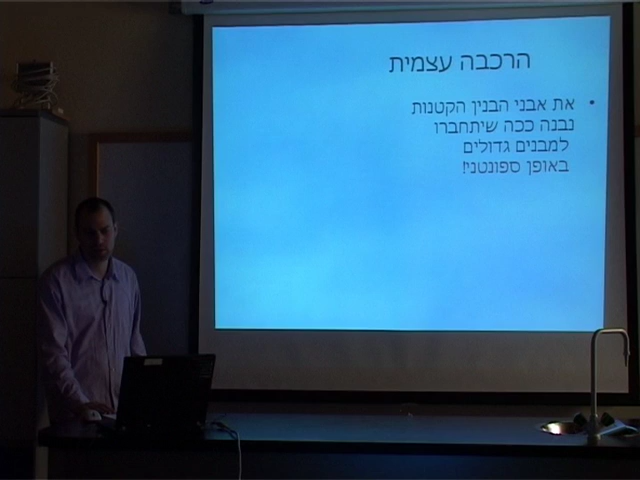 הרכבה עצמית
• את אבני הבנין הקטנות
נבנה ככה שיתחברו
למבנים גדולים
באופן ספונטני!